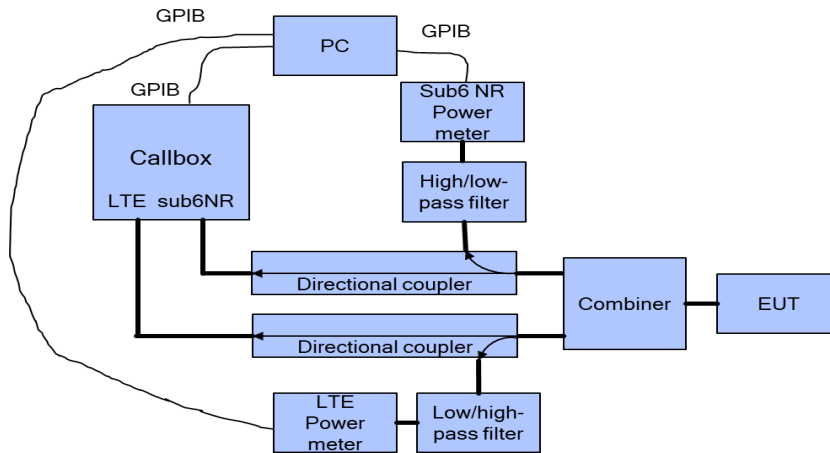 GPIB
PC
GPIB
GPIB
Sub6 NR
Power
meter
Callbox
LTE sub6NR
High/low-
pass filter
Directional coupler
Combiner
EUT
Directional coupler
LTE
Power
meter
Low/high-
pass filter